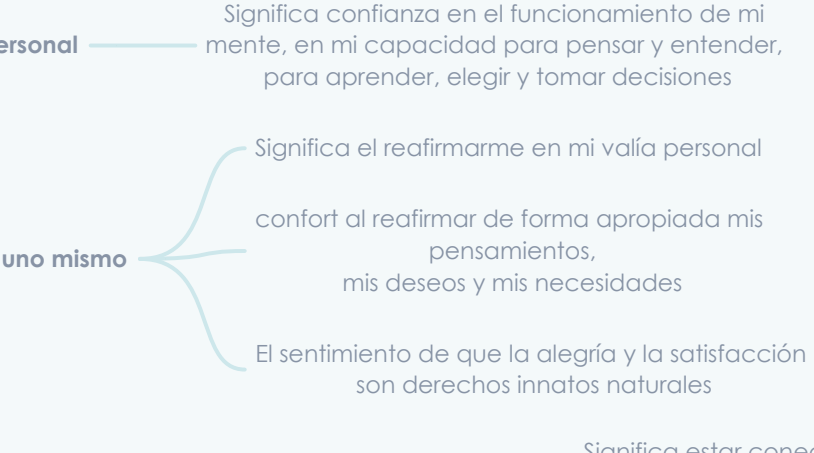 Significa confianza en el funcionamiento de mi
ersonal
mente, en mi capacidad para pensar y entender,
para aprender, elegir y tomar decisiones
Significa el reafirmarme en mi valía personal
confort al reafirmar de forma apropiada mis
pensamientos,
uno mismo
mis deseos y mis necesidades
El sentimiento de que la alegría y la satisfacción
son derechos innatos naturales
Significa estar